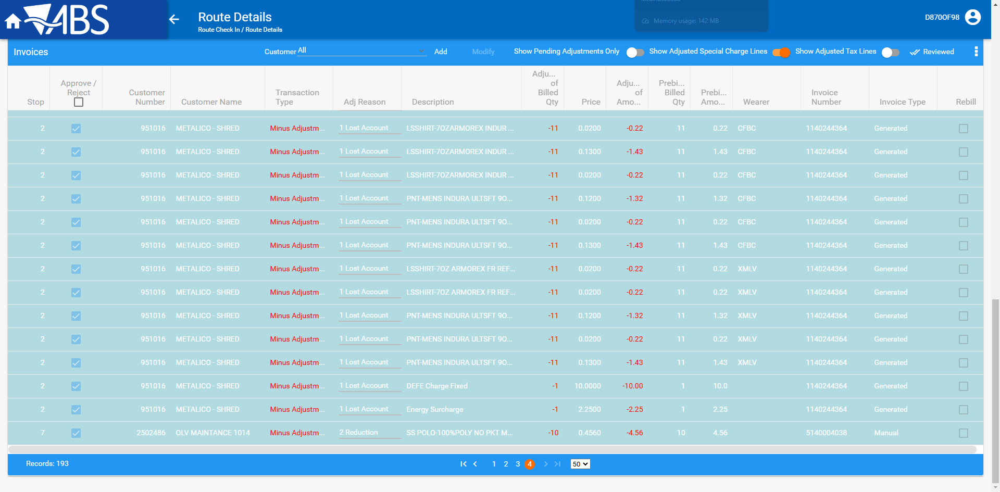 ABS
Route Details
Route Check In / Route Details
Memory usage: 142 MB
D870OF98
Invoices
Customer All
Add
Modify
Show Pending Adjustments Only
Show Adjusted Special Charge Lines
Show Adjusted Tax Lines
Reviewed
Stop
Approve / Reject
Customer Number
Customer Name
Transaction Type
Adj Reason
Description
Adju... of Billed Qty
Price
Adju... of Amo...
Prebi... Billed Qty
Prebi... Amo...
Wearer
Invoice Number
Invoice Type
Rebill
2 951016 METALICO - SHRED Minus Adjustm... 1 Lost Account LSSHIRT-7OZARMOREX INDUR ... -11 0.0200 -0.22 11 0.22 CFBC 1140244364 Generated
2 951016 METALICO - SHRED Minus Adjustm... 1 Lost Account LSSHIRT-7OZARMOREX INDUR ... -11 0.1300 -1.43 11 1.43 CFBC 1140244364 Generated
2 951016 METALICO - SHRED Minus Adjustm... 1 Lost Account LSSHIRT-7OZARMOREX INDUR ... -11 0.0200 -0.22 11 0.22 CFBC 1140244364 Generated
2 951016 METALICO - SHRED Minus Adjustm... 1 Lost Account PNT-MENS INDURA ULTSFT 9O... -11 0.1200 -1.32 11 1.32 CFBC 1140244364 Generated
2 951016 METALICO - SHRED Minus Adjustm... 1 Lost Account PNT-MENS INDURA ULTSFT 9O... -11 0.0200 -0.22 11 0.22 CFBC 1140244364 Generated
2 951016 METALICO - SHRED Minus Adjustm... 1 Lost Account PNT-MENS INDURA ULTSFT 9O... -11 0.1300 -1.43 11 1.43 CFBC 1140244364 Generated
2 951016 METALICO - SHRED Minus Adjustm... 1 Lost Account LSSHIRT-7OZ ARMOREX FR REF... -11 0.0200 -0.22 11 0.22 XMLV 1140244364 Generated
2 951016 METALICO - SHRED Minus Adjustm... 1 Lost Account LSSHIRT-7OZ ARMOREX FR REF... -11 0.0200 -0.22 11 0.22 XMLV 1140244364 Generated
2 951016 METALICO - SHRED Minus Adjustm... 1 Lost Account PNT-MENS INDURA ULTSFT 9O... -11 0.1200 -1.32 11 1.32 XMLV 1140244364 Generated
2 951016 METALICO - SHRED Minus Adjustm... 1 Lost Account PNT-MENS INDURA ULTSFT 9O... -11 0.0200 -0.22 11 0.22 XMLV 1140244364 Generated
2 951016 METALICO - SHRED Minus Adjustm... 1 Lost Account PNT-MENS INDURA ULTSFT 9O... -11 0.1300 -1.43 11 1.43 XMLV 1140244364 Generated
2 951016 METALICO - SHRED Minus Adjustm... 1 Lost Account DEFE Charge Fixed -1 10.0000 -10.00 1 10.0 1140244364 Generated
2 951016 METALICO - SHRED Minus Adjustm... 1 Lost Account Energy Surcharge -1 2.2500 -2.25 1 2.25 1140244364 Generated
7 2502486 OLV MAINTANCE 1014 Minus Adjustm... 2 Reduction SS POLO-100%POLY NO PKT M... -10 0.4560 -4.56 10 4.56 5140004038 Manual
Records: 193
1 2 3 4
50